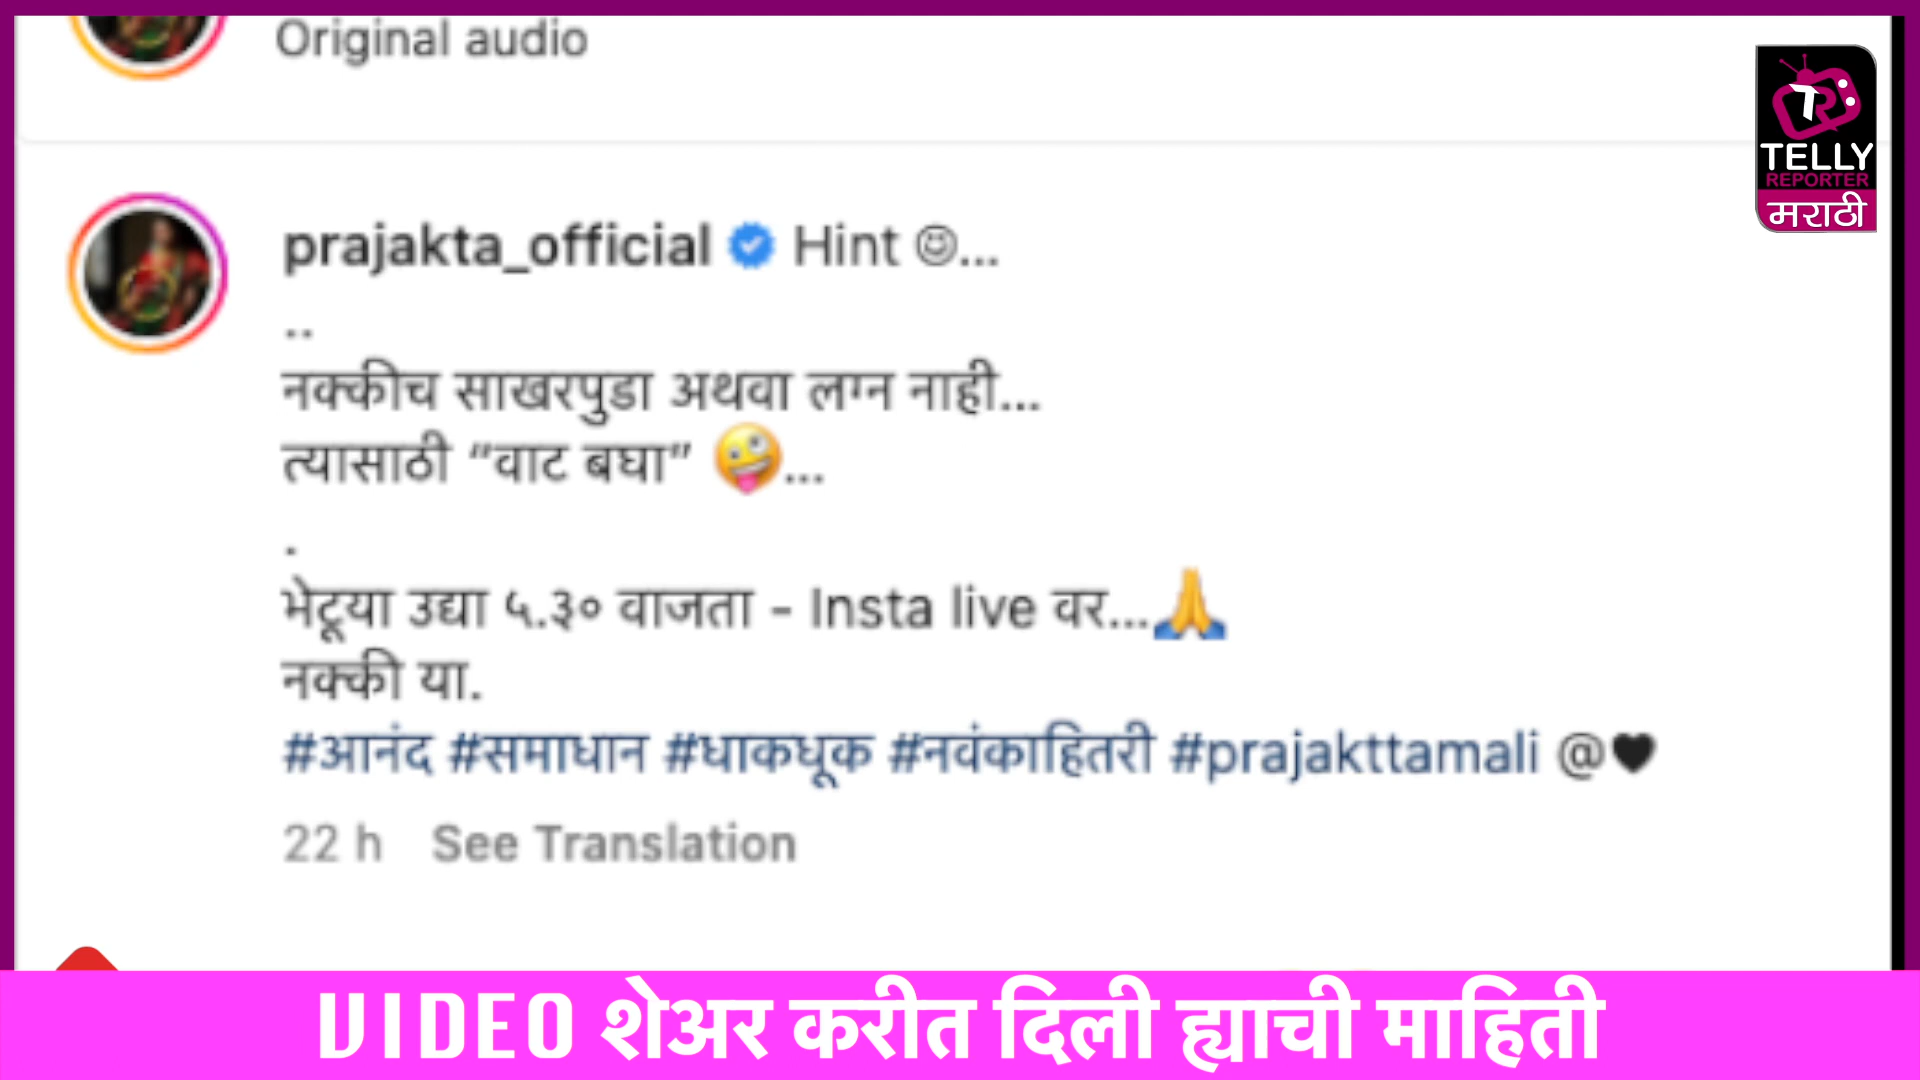 Original audio
TELLY
REPORTER
मराठी
prajakta_official Hint ☺...
..
नक्कीच साखरपुडा अथवा लग्न नाही...
त्यासाठी “वाट बघा” 🤪...
.
भेटूया उद्या ५.३० वाजता - Insta live वर...🙏
नक्की या.
#आनंद #समाधान #धाकधूक #नवंकाहितरी #prajakttamali @🖤
22 h See Translation
VIDEO शेअर करीत दिली ह्याची माहिती